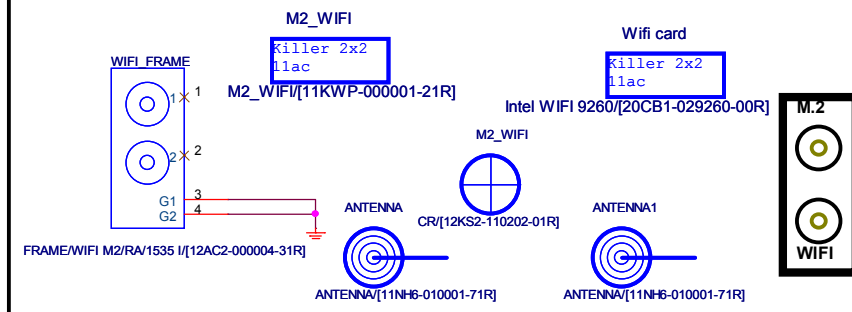 M2_WIFI
Killer 2x2
11ac
M2_WIFI/[11KWP-000001-21R]
Wifi card
Killer 2x2
11ac
Intel WIFI 9260/[20CB1-029260-00R]
WIFI_FRAME
1 1
2 2
G1 3
G2 4
FRAME/WIFI M2/RA/1535 I/[12AC2-000004-31R]
M2_WIFI
CR/[12KS2-110202-01R]
ANTENNA
ANTENNA/[11NH6-010001-71R]
ANTENNA1
ANTENNA/[11NH6-010001-71R]
M.2
WIFI